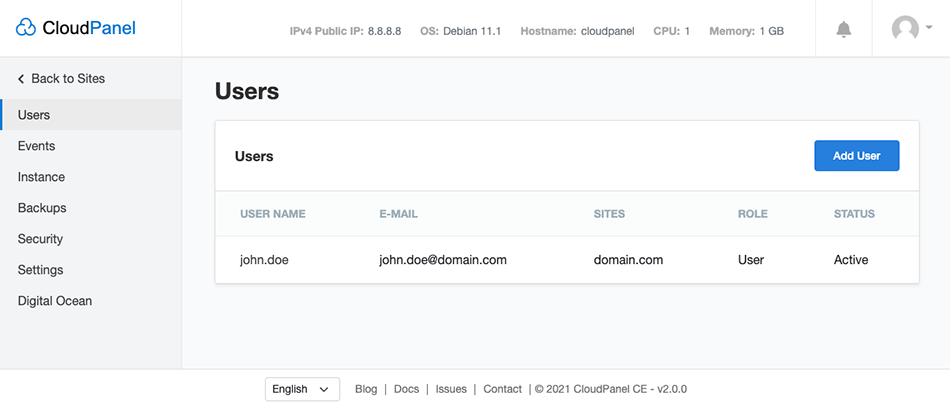 CloudPanel
IPv4 Public IP: 8.8.8.8 OS: Debian 11.1 Hostname: cloudpanel CPU: 1 Memory: 1 GB
Back to Sites
Users
Events
Instance
Backups
Security
Settings
Digital Ocean
Users
Users
Add User
USER NAME E-MAIL SITES ROLE STATUS
john.doe john.doe@domain.com domain.com User Active
English Blog | Docs | Issues | Contact | © 2021 CloudPanel CE - v2.0.0